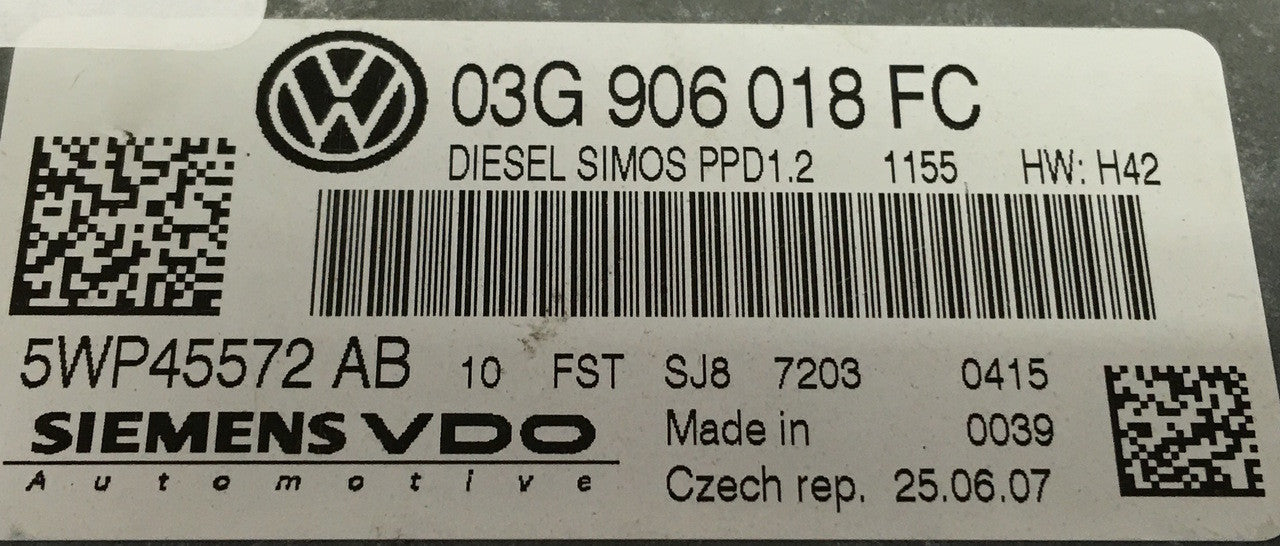 03G 906 018 FC
DIESEL SIMOS PPD1.2 1155 HW: H42
5WP45572 AB 10 FST SJ8 7203 0415
SIEMENS VDO
Automotive
Made in 0039
Czech rep. 25.06.07